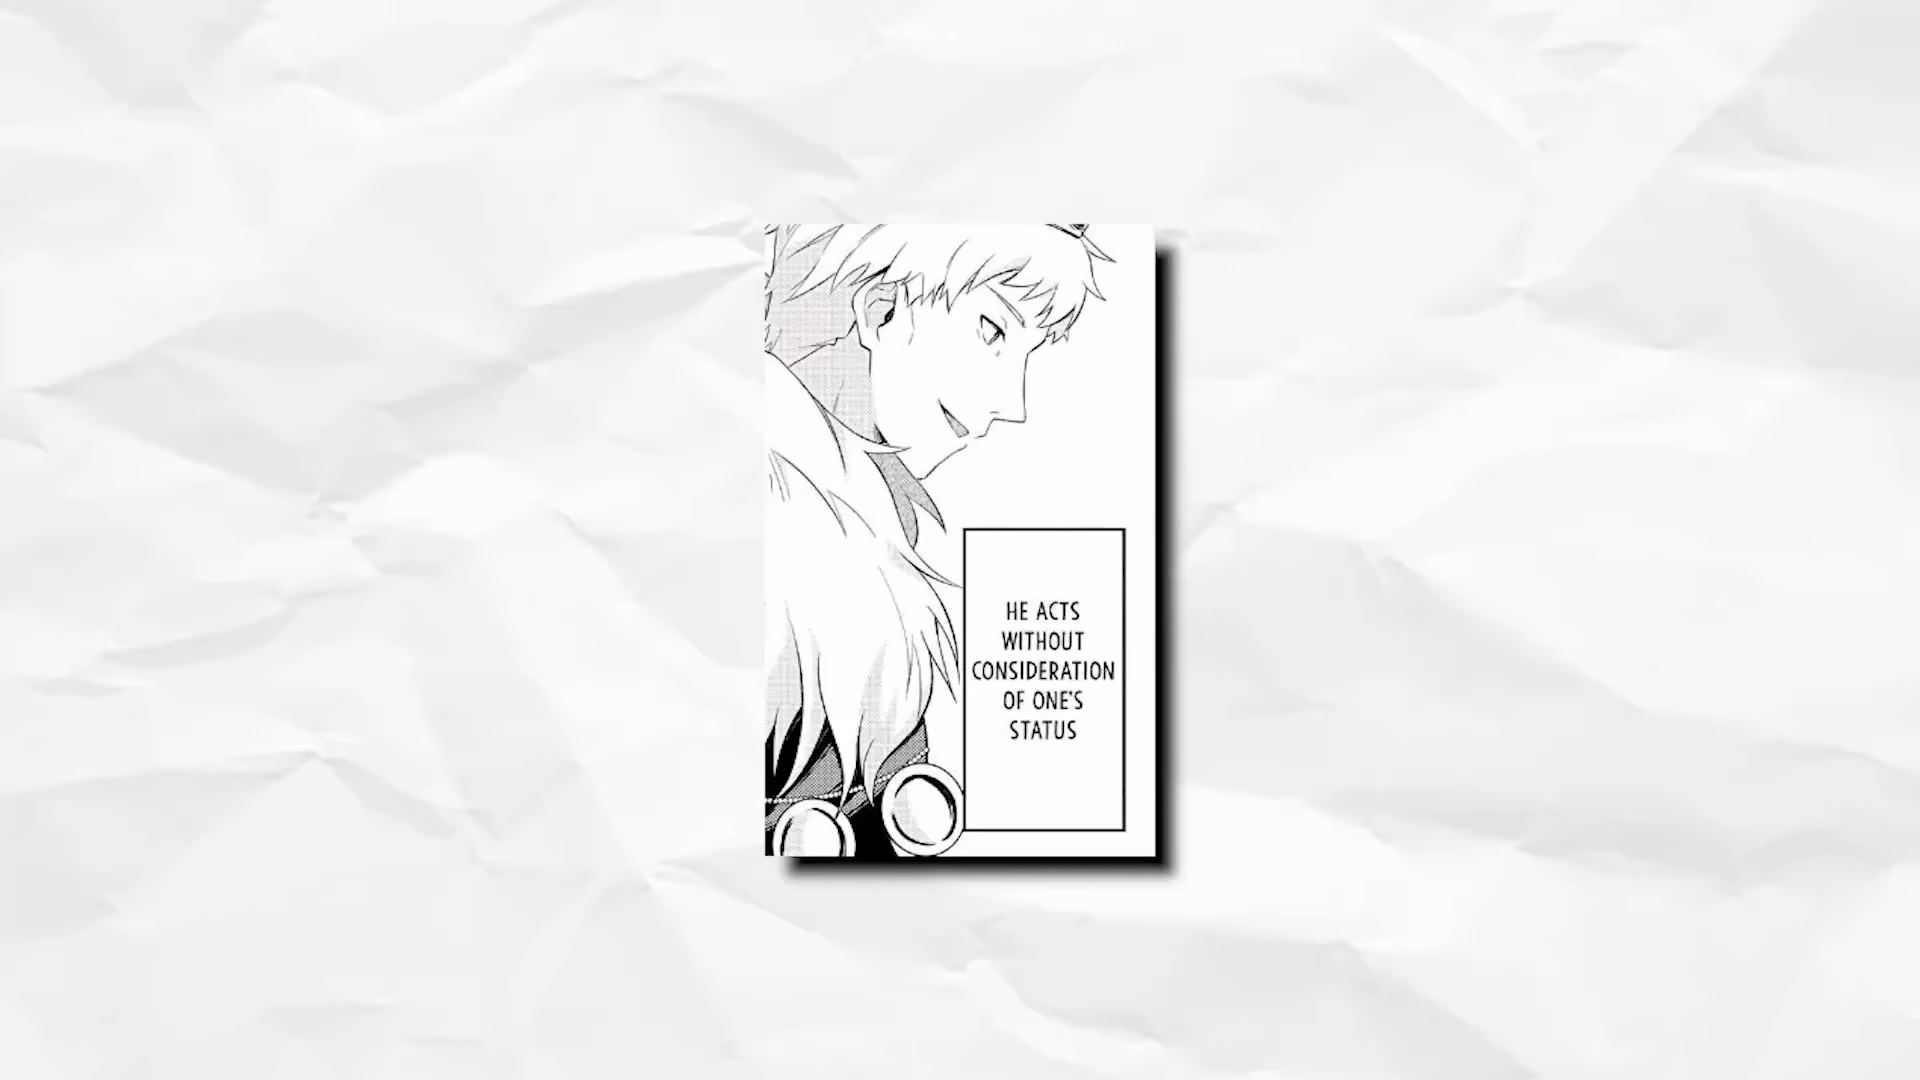 HE ACTS
WITHOUT
CONSIDERATION
OF ONE'S
STATUS